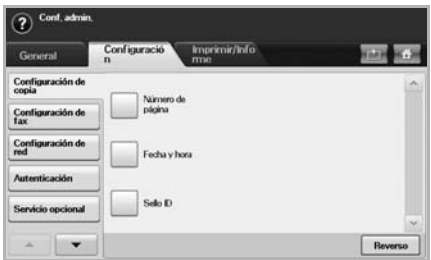 Conf. admin.
General
Configuració
n
Imprimir/Info
rme
Configuración de
copia
Configuración de
fax
Configuración de
red
Autenticación
Servicio opcional
Número de
página
Fecha y hora
Sello ID
Reverso